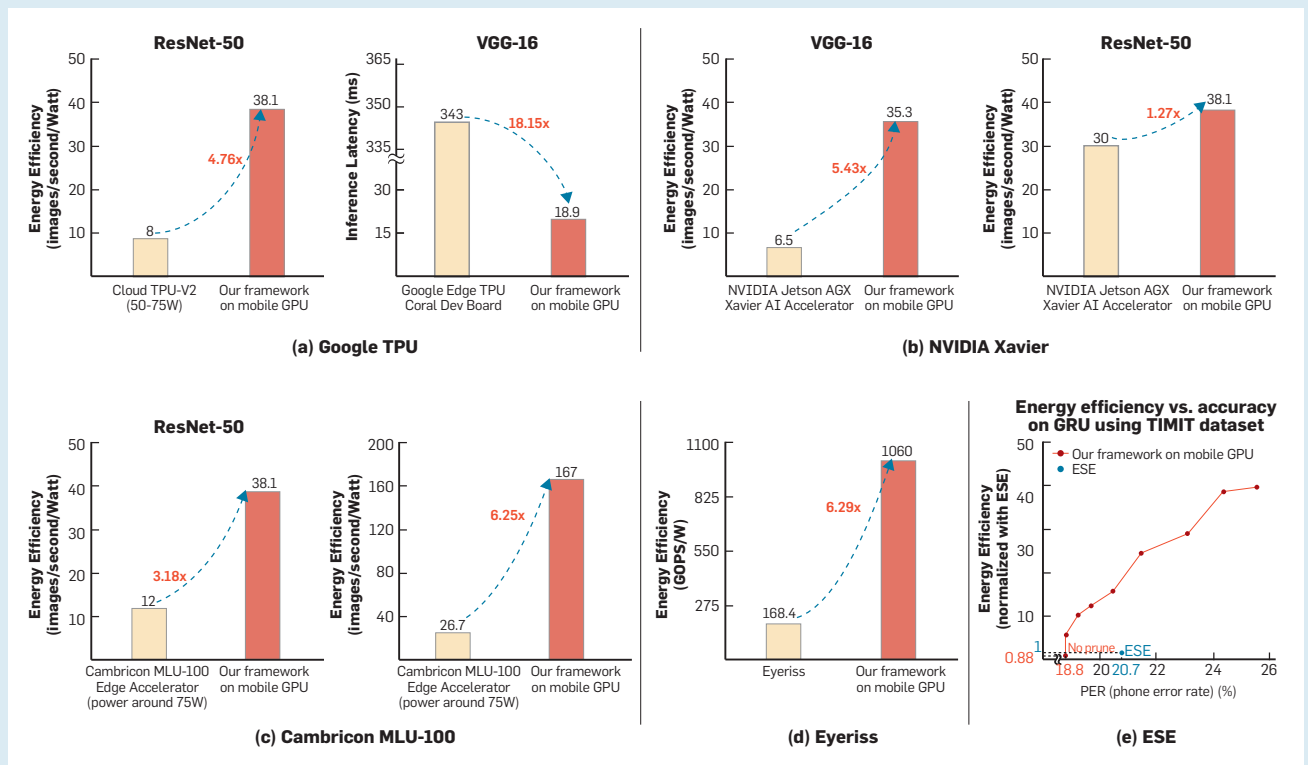 ResNet-50
Energy Efficiency
(images/second/Watt)
50
40
30
20
10
8
38.1
4.76x
Cloud TPU-V2
(50-75W)
Our framework
on mobile GPU
VGG-16
Inference Latency (ms)
365
350
335
30
15
343
18.9
18.15x
Google Edge TPU
Coral Dev Board
Our framework
on mobile GPU
(a) Google TPU
VGG-16
Energy Efficiency
(images/second/Watt)
50
40
30
20
10
6.5
35.3
5.43x
NVIDIA Jetson AGX
Xavier AI Accelerator
Our framework
on mobile GPU
ResNet-50
Energy Efficiency
(images/second/Watt)
50
40
30
20
10
30
38.1
1.27x
NVIDIA Jetson AGX
Xavier AI Accelerator
Our framework
on mobile GPU
(b) NVIDIA Xavier
ResNet-50
Energy Efficiency
(images/second/Watt)
50
40
30
20
10
12
38.1
3.18x
Cambricon MLU-100
Edge Accelerator
(power around 75W)
Our framework
on mobile GPU
Energy Efficiency
(images/second/Watt)
200
160
120
80
40
26.7
167
6.25x
Cambricon MLU-100
Edge Accelerator
(power around 75W)
Our framework
on mobile GPU
(c) Cambricon MLU-100
Energy Efficiency
(GOPS/W)
1100
825
550
275
168.4
1060
6.29x
Eyeriss
Our framework
on mobile GPU
(d) Eyeriss
Energy efficiency vs. accuracy
on GRU using TIMIT dataset
Energy Efficiency
(normalized with ESE)
50
40
30
10
1
0.88
Our framework on mobile GPU
ESE
No prune
ESE
18.8
20
20.7
22
24
26
PER (phone error rate) (%)
(e) ESE